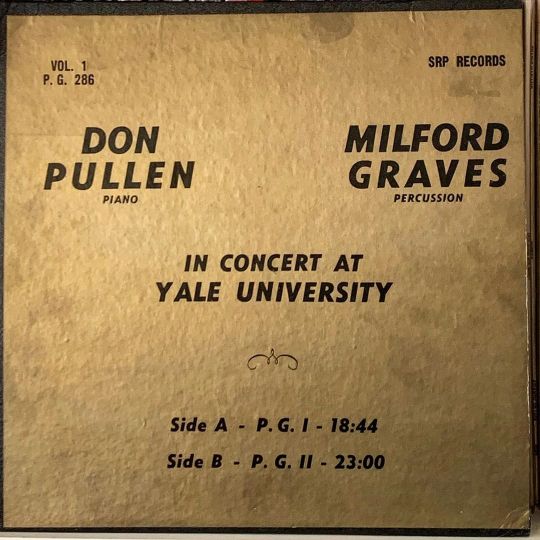 VOL. 1
P. G. 286
SRP RECORDS
DON
PULLEN
PIANO
MILFORD
GRAVES
PERCUSSION
IN CONCERT AT
YALE UNIVERSITY
Side A - P. G. I - 18:44
Side B - P. G. II - 23:00